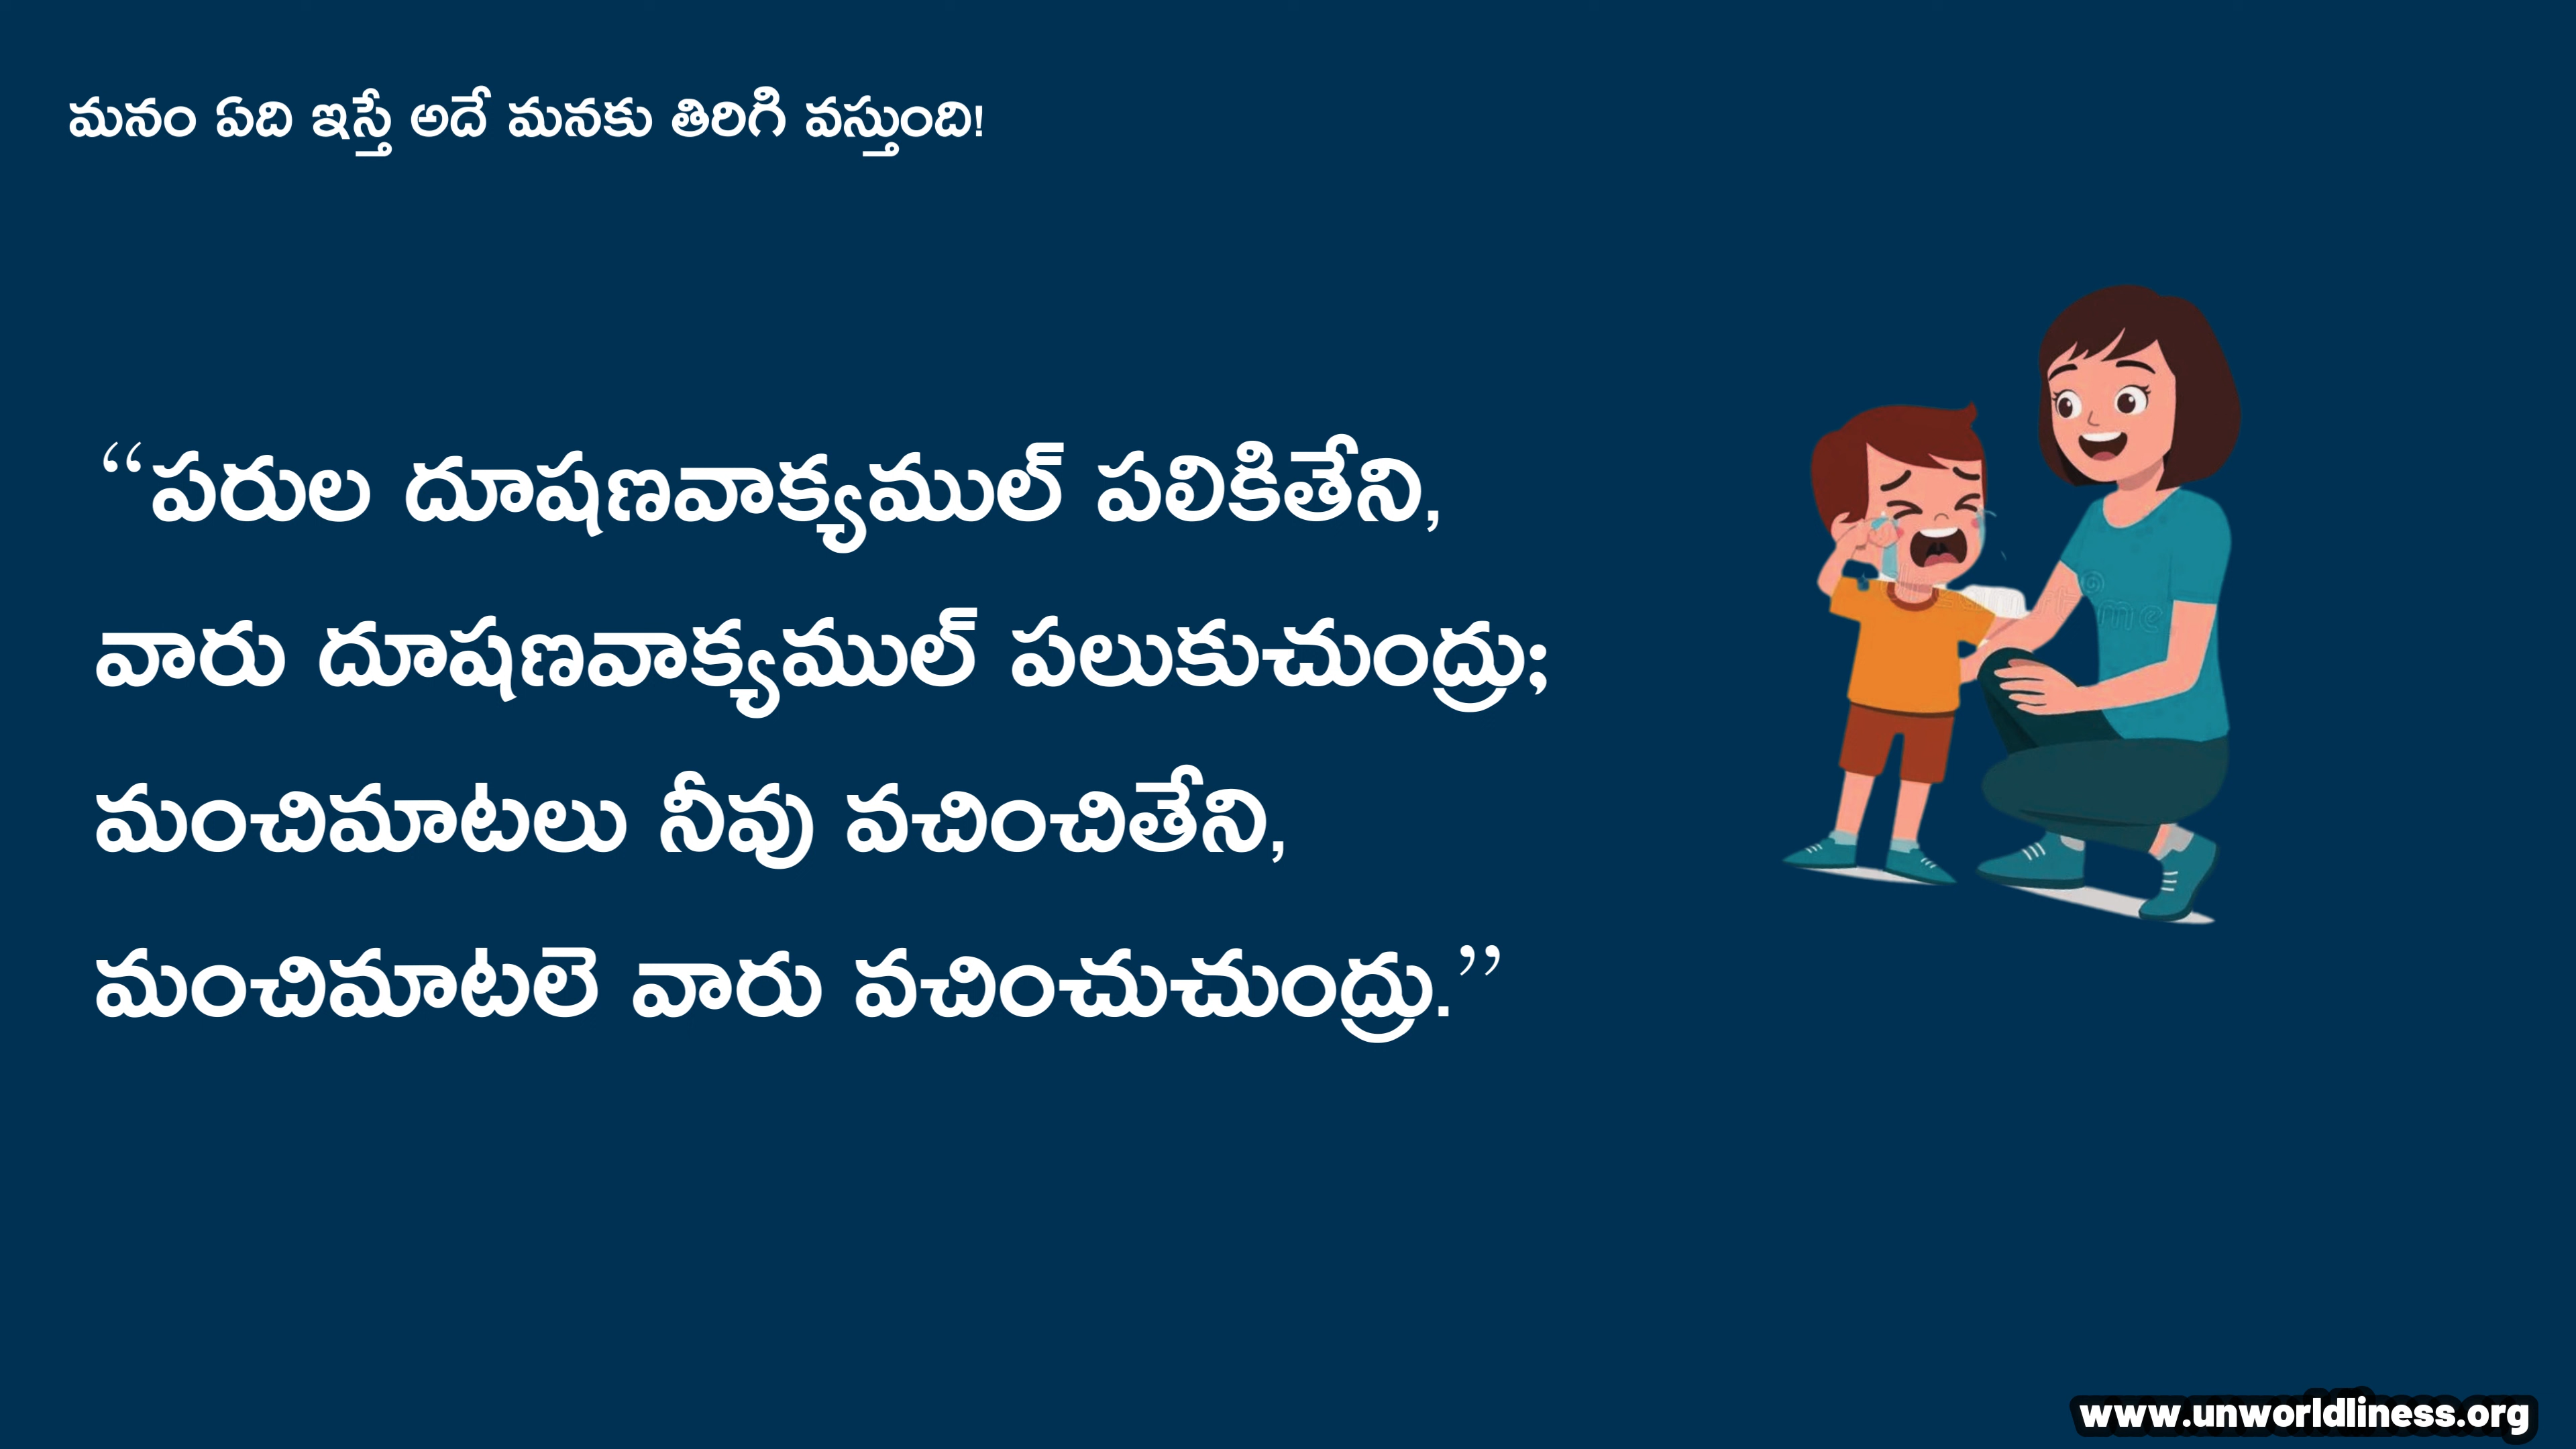 మనం ఏది ఇస్తే అదే మనకు తిరిగి వస్తుంది!
“పరుల దూషణవాక్యముల్ పలికితేని,
వారు దూషణవాక్యముల్ పలుకుచుంద్రు;
మంచిమాటలు నీవు వచించితేని,
మంచిమాటలె వారు వచించుచుంద్రు.”
www.unworldliness.org